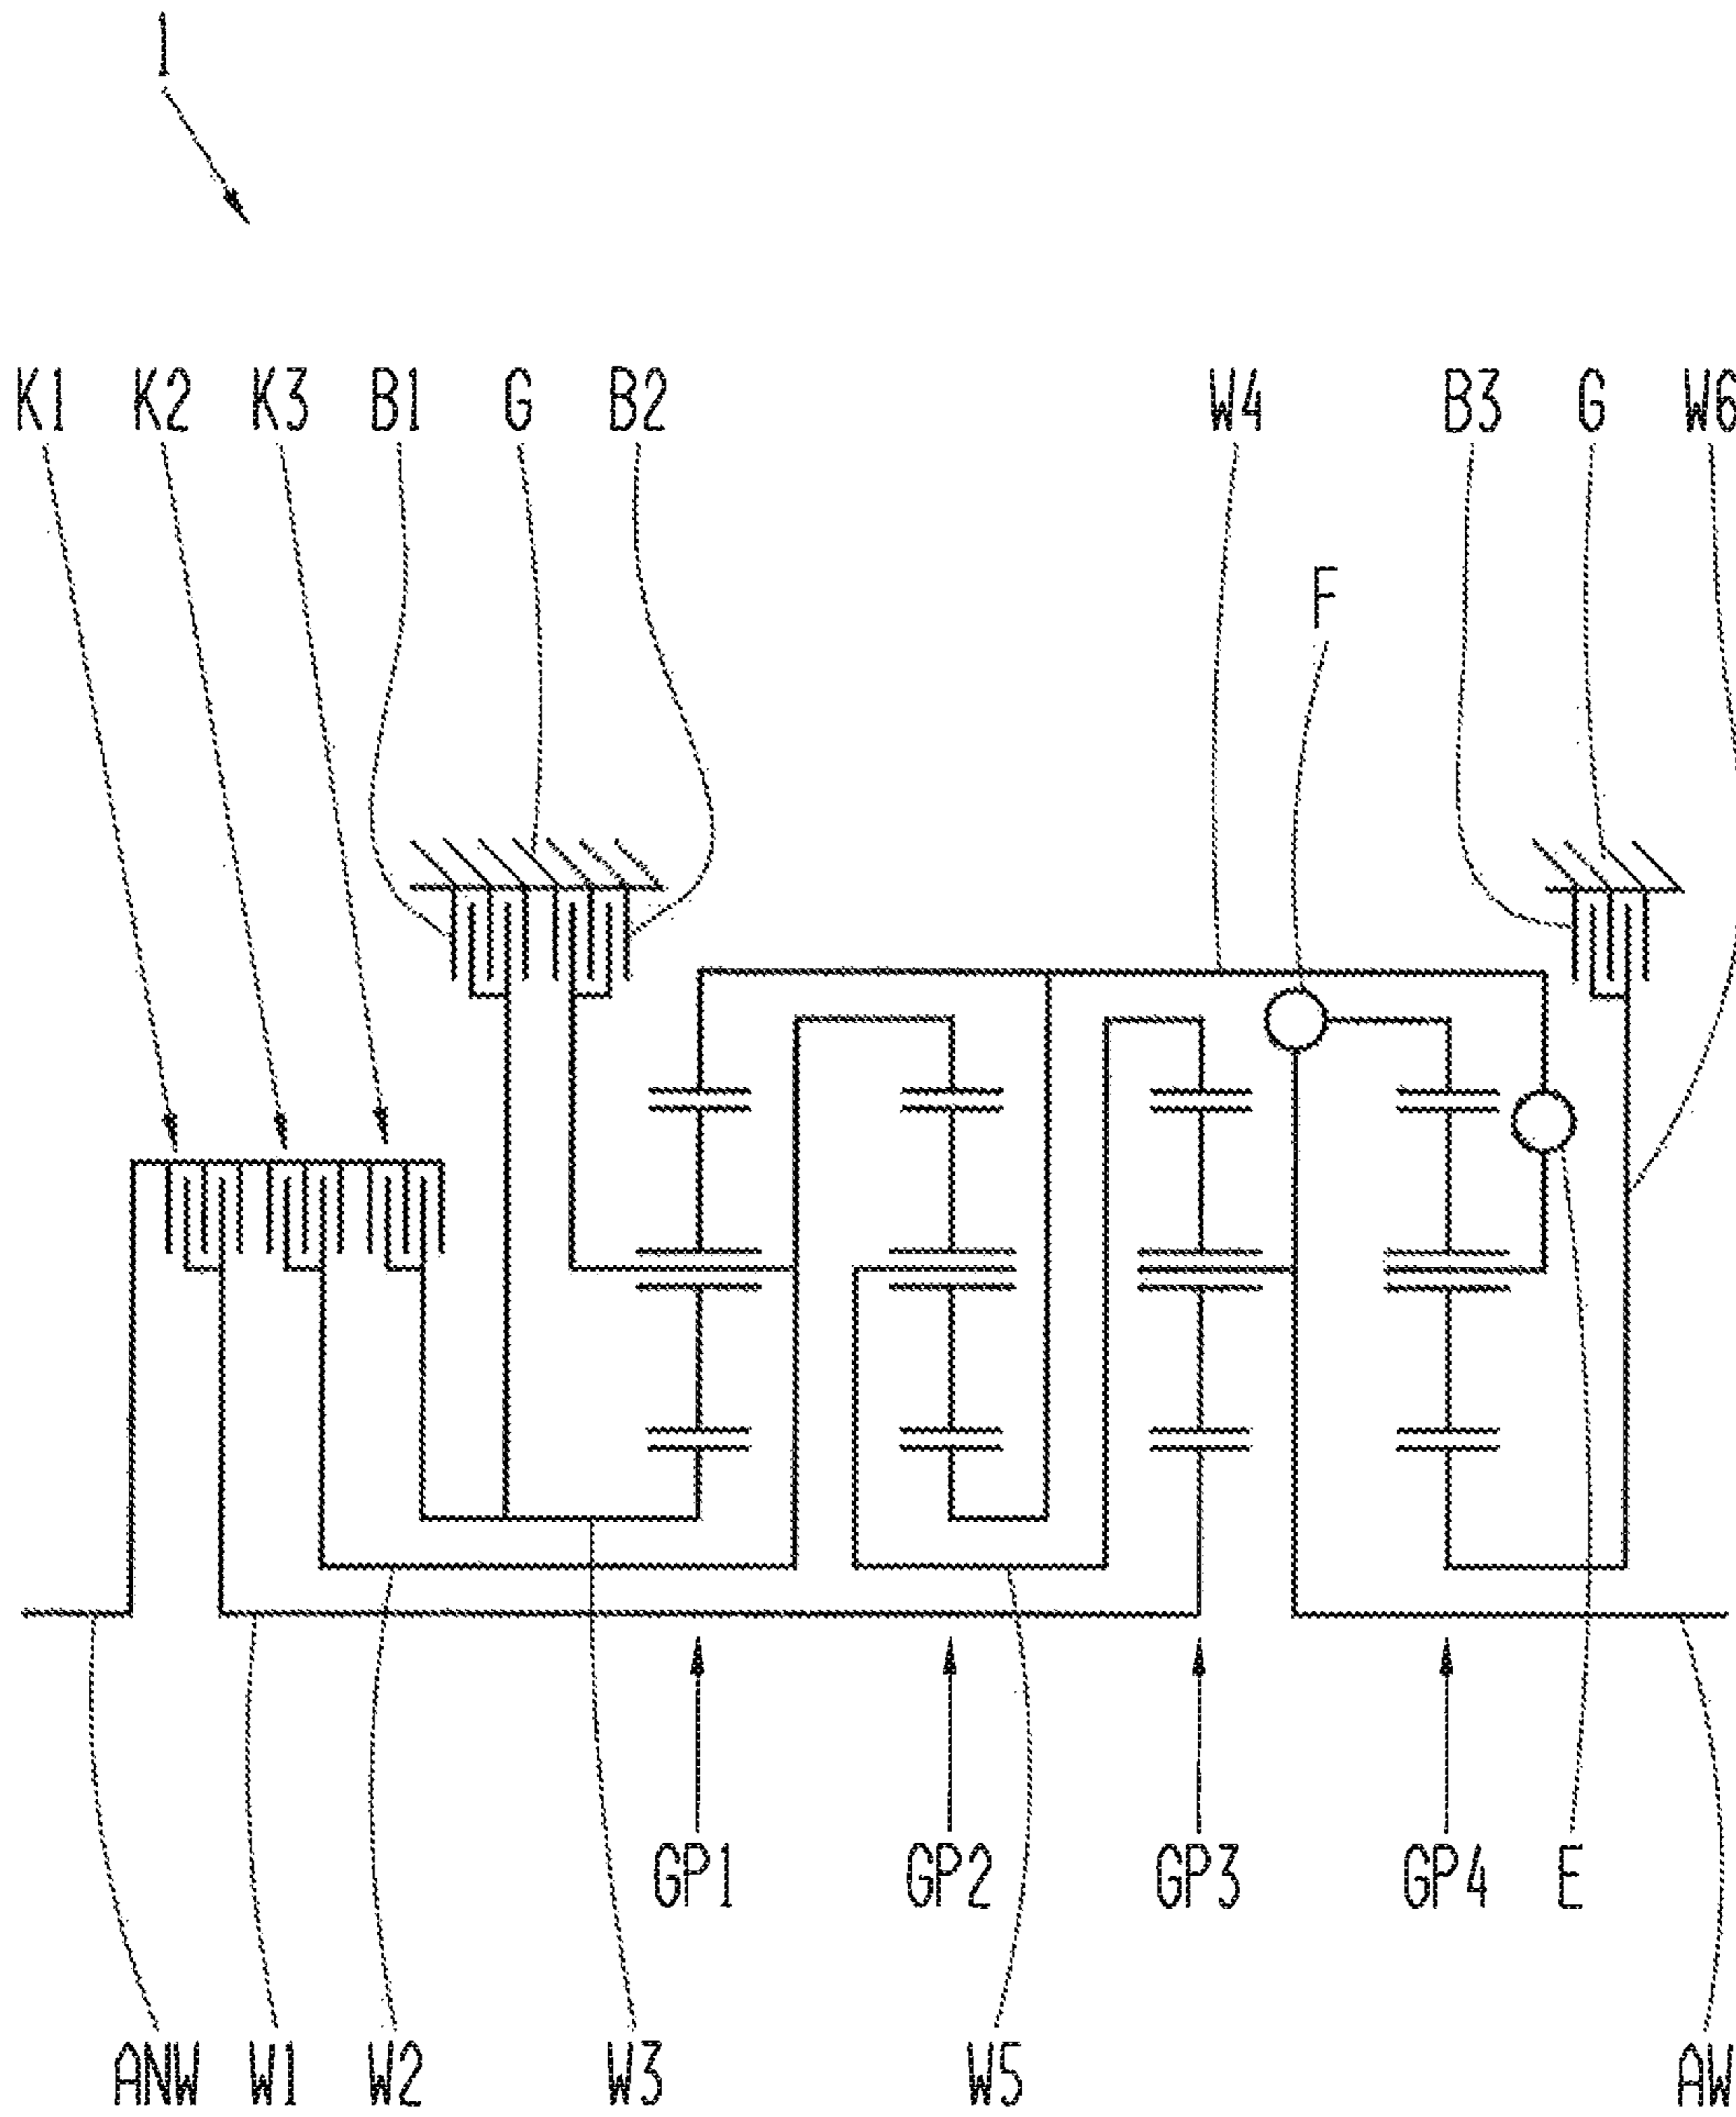 1
K1 K2 K3 B1 G B2 W4 B3 G W6
F
GP1 GP2 GP3 GP4 E
ANW W1 W2 W3 W5 AW